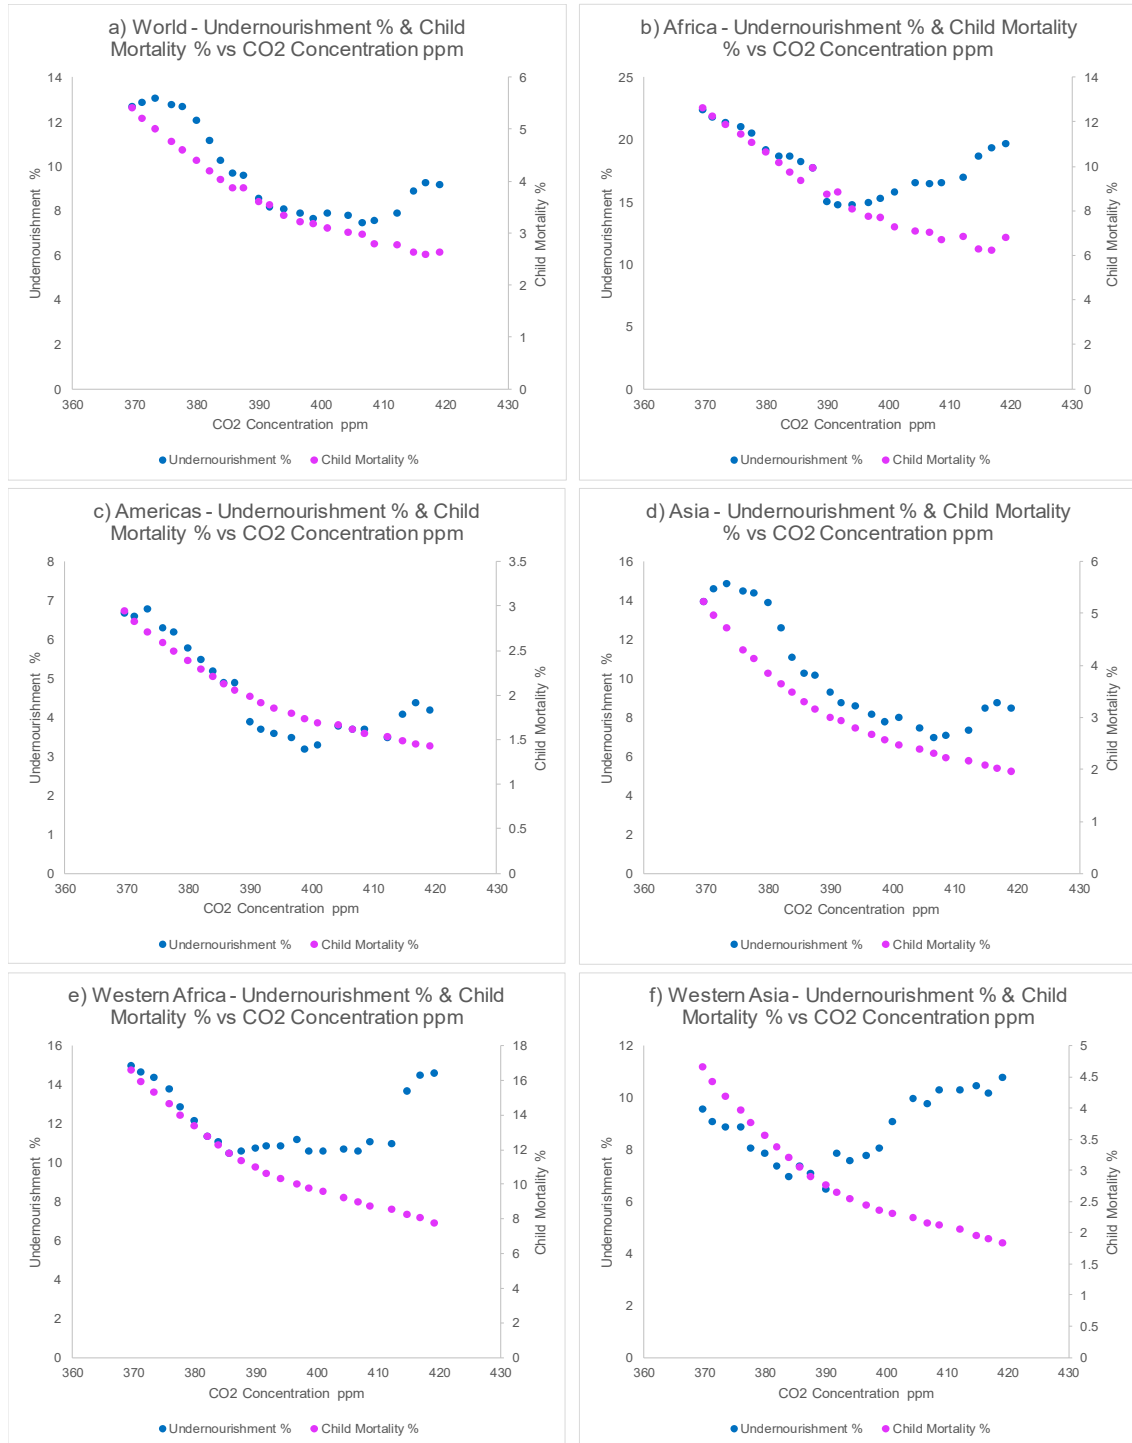 a) World - Undernourishment % & Child
Mortality % vs CO2 Concentration ppm
14
12
10
8
6
4
2
0
Undernourishment %
6
5
4
3
2
1
0
Child Mortality %
360 370 380 390 400 410 420 430
CO2 Concentration ppm
Undernourishment % Child Mortality %
b) Africa - Undernourishment % & Child Mortality
% vs CO2 Concentration ppm
25
20
15
10
5
0
Undernourishment %
14
12
10
8
6
4
2
0
Child Mortality %
360 370 380 390 400 410 420 430
CO2 Concentration ppm
Undernourishment % Child Mortality %
c) Americas - Undernourishment % & Child
Mortality % vs CO2 Concentration ppm
8
7
6
5
4
3
2
1
0
Undernourishment %
3.5
3
2.5
2
1.5
1
0.5
0
Child Mortality %
360 370 380 390 400 410 420 430
CO2 Concentration ppm
Undernourishment % Child Mortality %
d) Asia - Undernourishment % & Child Mortality
% vs CO2 Concentration ppm
16
14
12
10
8
6
4
2
0
Undernourishment %
6
5
4
3
2
1
0
Child Mortality %
360 370 380 390 400 410 420 430
CO2 Concentration ppm
Undernourishment % Child Mortality %
e) Western Africa - Undernourishment % & Child
Mortality % vs CO2 Concentration ppm
16
14
12
10
8
6
4
2
0
Undernourishment %
18
16
14
12
10
8
6
4
2
0
Child Mortality %
360 370 380 390 400 410 420 430
CO2 Concentration ppm
Undernourishment % Child Mortality %
f) Western Asia - Undernourishment % & Child
Mortality % vs CO2 Concentration ppm
12
10
8
6
4
2
0
Undernourishment %
5
4.5
4
3.5
3
2.5
2
1.5
1
0.5
0
Child Mortality %
360 370 380 390 400 410 420 430
CO2 Concentration ppm
Undernourishment % Child Mortality %